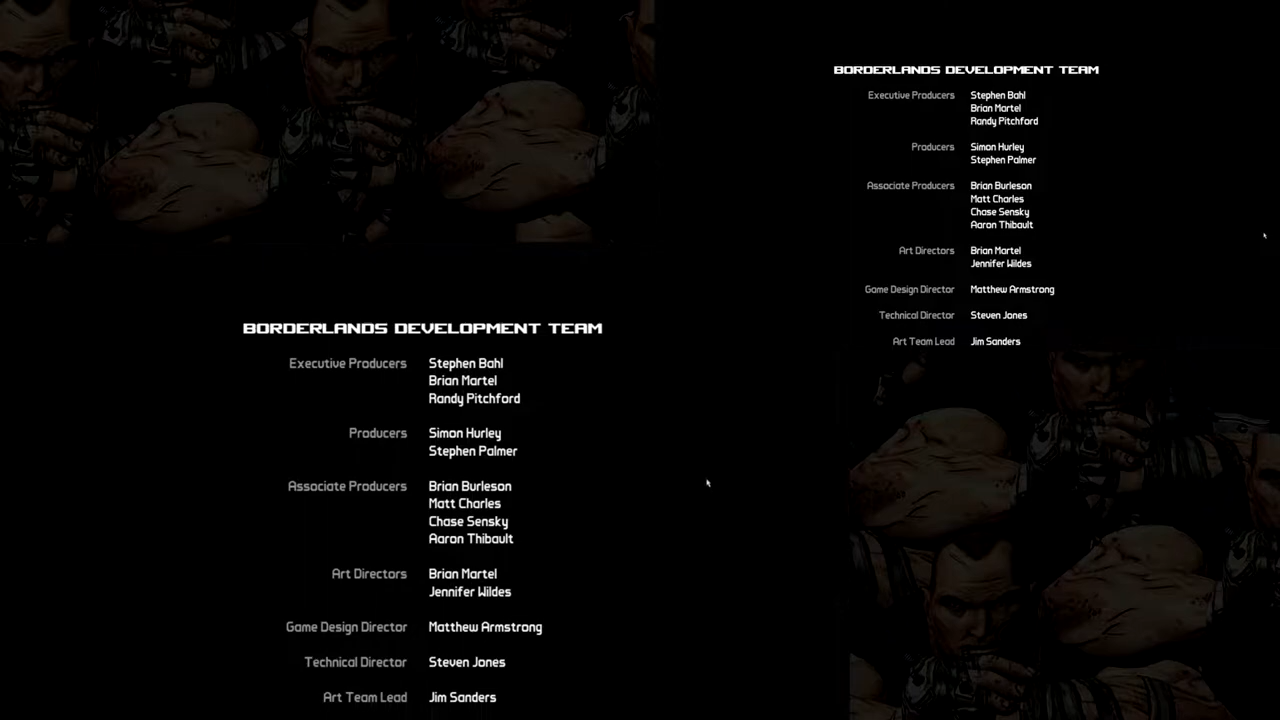 BORDERLANDS DEVELOPMENT TEAM
Executive Producers Stephen Bahl
Brian Martel
Randy Pitchford
Producers Simon Hurley
Stephen Palmer
Associate Producers Brian Burleson
Matt Charles
Chase Sensky
Aaron Thibault
Art Directors Brian Martel
Jennifer Wildes
Game Design Director Matthew Armstrong
Technical Director Steven Jones
Art Team Lead Jim Sanders
BORDERLANDS DEVELOPMENT TEAM
Executive Producers Stephen Bahl
Brian Martel
Randy Pitchford
Producers Simon Hurley
Stephen Palmer
Associate Producers Brian Burleson
Matt Charles
Chase Sensky
Aaron Thibault
Art Directors Brian Martel
Jennifer Wildes
Game Design Director Matthew Armstrong
Technical Director Steven Jones
Art Team Lead Jim Sanders